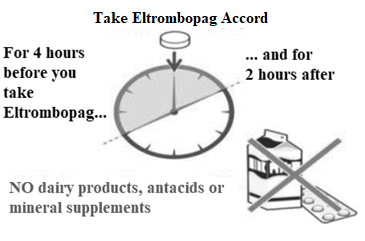 Take Eltrombopag Accord
For 4 hours
before you
take
Eltrombopag...
... and for
2 hours after
NO dairy products, antacids or
mineral supplements